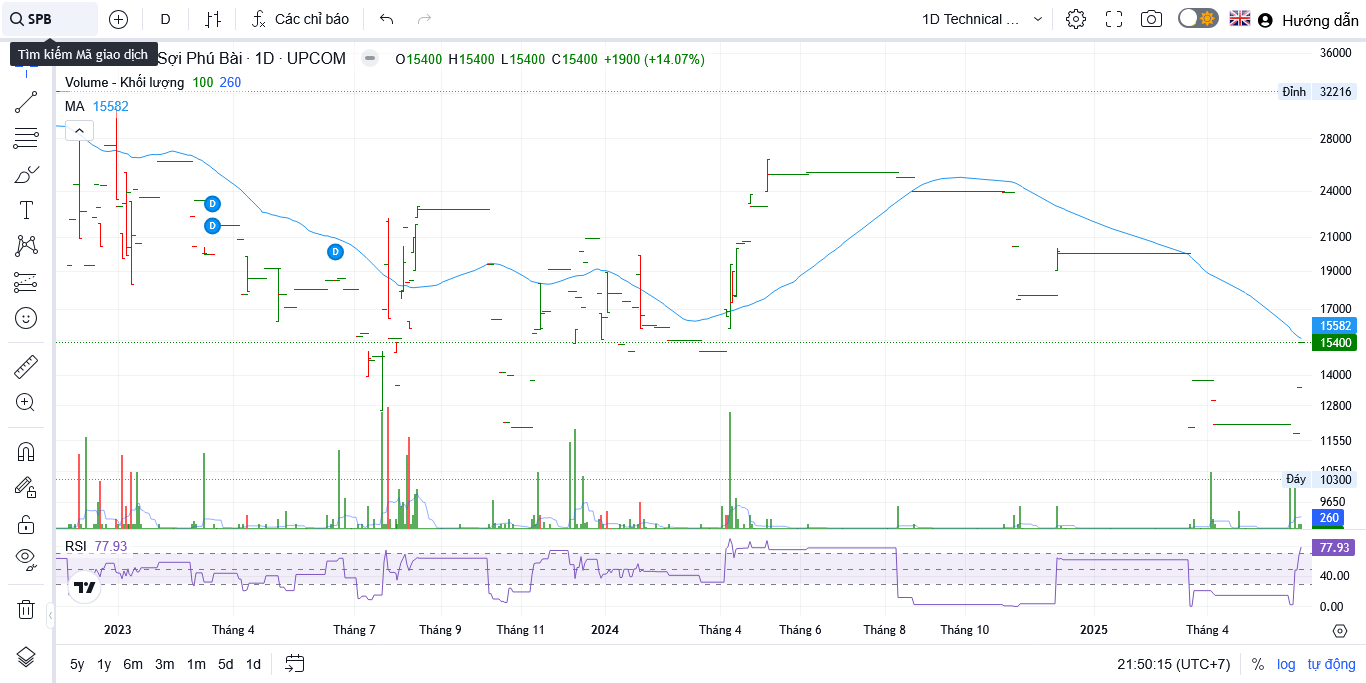 SPB
D
Các chỉ báo
1D Technical ...
Hướng dẫn
Tìm kiếm Mã giao dịch
Sợi Phú Bài · 1D · UPCOM
O15400 H15400 L15400 C15400 +1900 (+14.07%)
Volume - Khối lượng 100 260
MA 15582
36000
Đỉnh 32216
28000
24000
D
D
21000
D
19000
17000
15582
15400
14000
12800
11550
10550
Đáy 10300
9650
260
RSI 77.93
77.93
40.00
0.00
2023
Tháng 4
Tháng 7
Tháng 9
Tháng 11
2024
Tháng 4
Tháng 6
Tháng 8
Tháng 10
2025
Tháng 4
5y 1y 6m 3m 1m 5d 1d
21:50:15 (UTC+7)
%
log
tự động